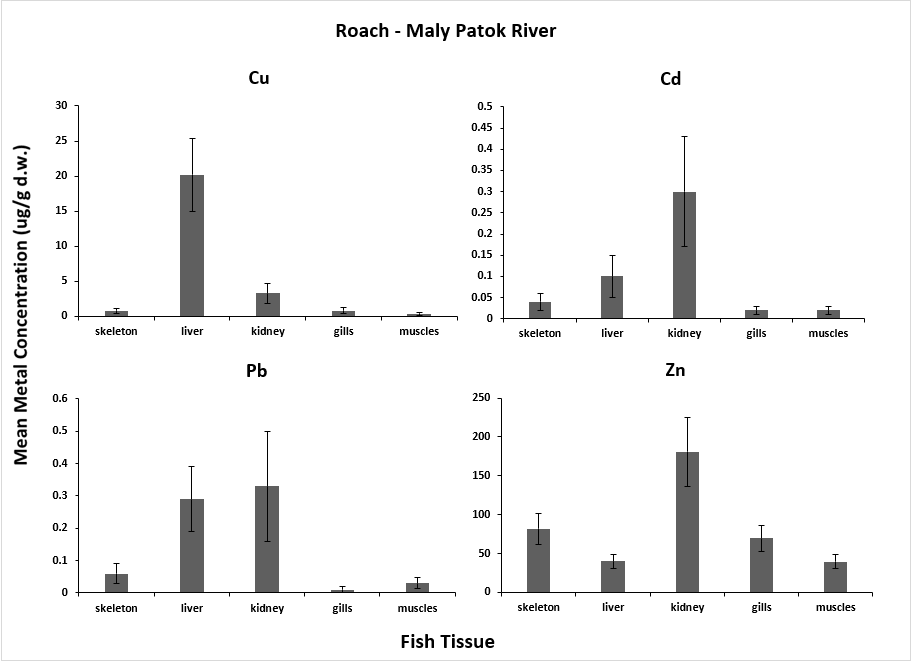 Roach - Maly Patok River
Mean Metal Concentration (ug/g d.w.)
Cu
30
25
20
15
10
5
0
skeleton liver kidney gills muscles
Cd
0.5
0.45
0.4
0.35
0.3
0.25
0.2
0.15
0.1
0.05
0
skeleton liver kidney gills muscles
Pb
0.6
0.5
0.4
0.3
0.2
0.1
0
skeleton liver kidney gills muscles
Zn
250
200
150
100
50
0
skeleton liver kidney gills muscles
Fish Tissue